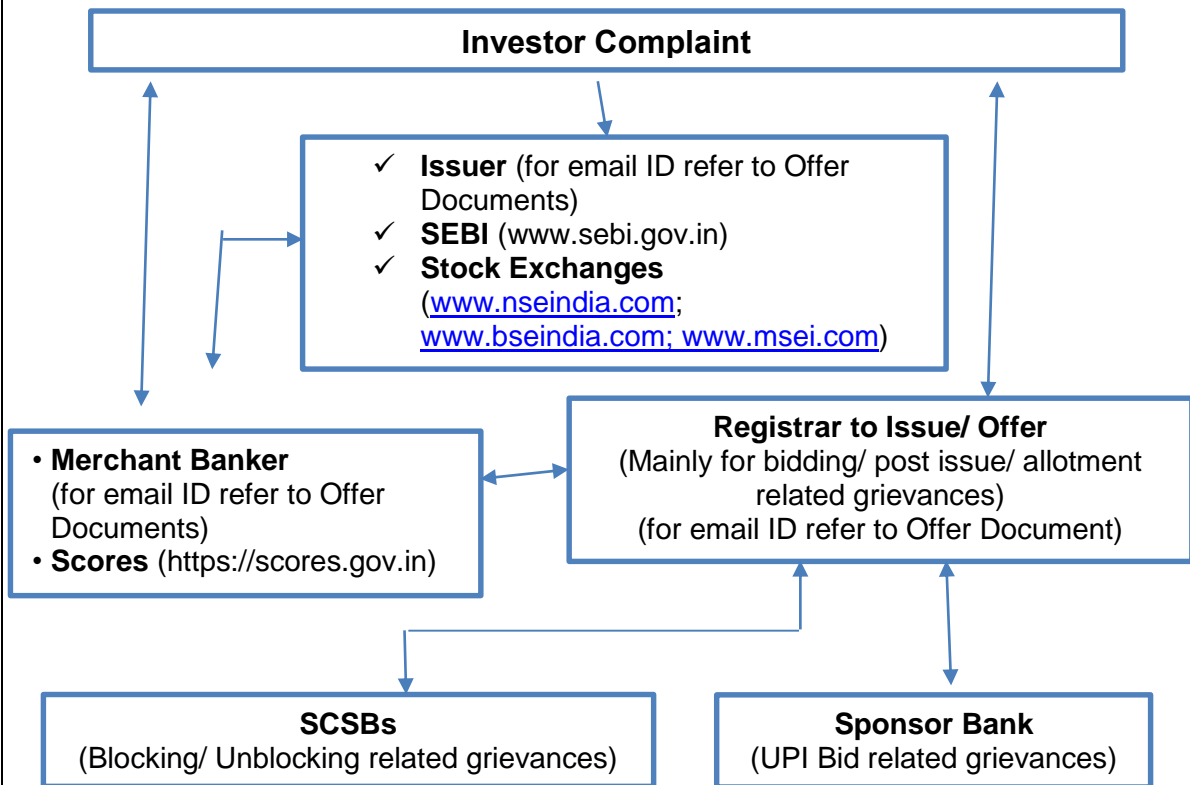 Investor Complaint
✓ Issuer (for email ID refer to Offer
Documents)
✓ SEBI (www.sebi.gov.in)
✓ Stock Exchanges
(www.nseindia.com;
www.bseindia.com; www.msei.com)
• Merchant Banker
(for email ID refer to Offer
Documents)
• Scores (https://scores.gov.in)
Registrar to Issue/ Offer
(Mainly for bidding/ post issue/ allotment
related grievances)
(for email ID refer to Offer Document)
SCSBs
(Blocking/ Unblocking related grievances)
Sponsor Bank
(UPI Bid related grievances)